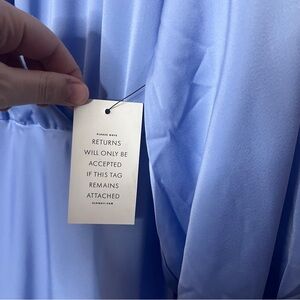 RETURNS
WILL ONLY BE
ACCEPTED
IF THIS TAG
REMAINS
ATTACHED